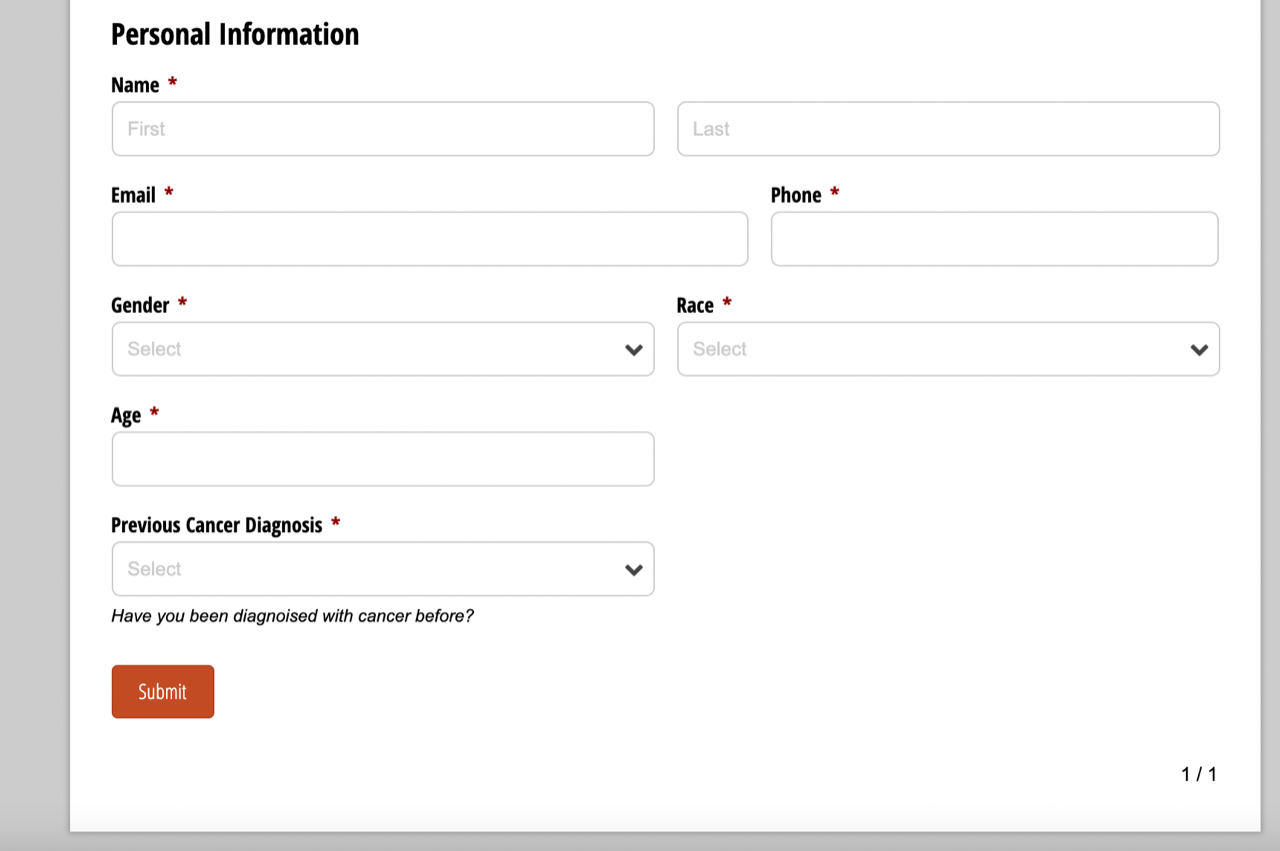 Personal Information
Name *
First Last
Email * Phone *
Gender * Race *
Select Select
Age *
Previous Cancer Diagnosis *
Select
Have you been diagnoised with cancer before?
Submit
1 / 1